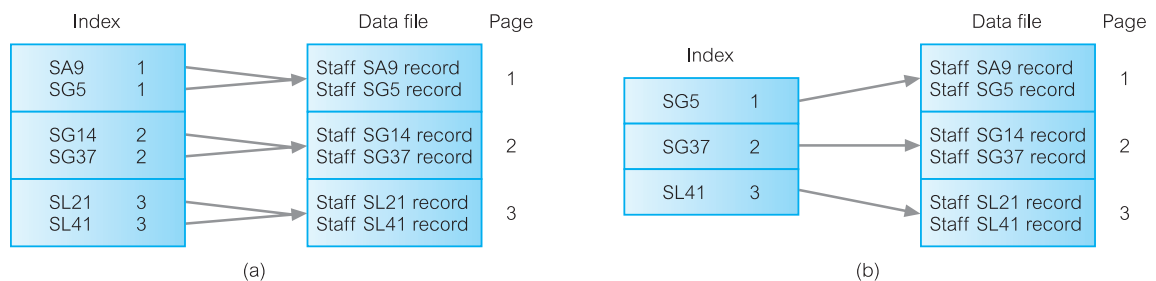 Index
SA9 1
SG5 1
SG14 2
SG37 2
SL21 3
SL41 3
Data file
Page
Staff SA9 record
Staff SG5 record
1
Staff SG14 record
Staff SG37 record
2
Staff SL21 record
Staff SL41 record
3
(a)
Index
SG5 1
SG37 2
SL41 3
Data file
Page
Staff SA9 record
Staff SG5 record
1
Staff SG14 record
Staff SG37 record
2
Staff SL21 record
Staff SL41 record
3
(b)